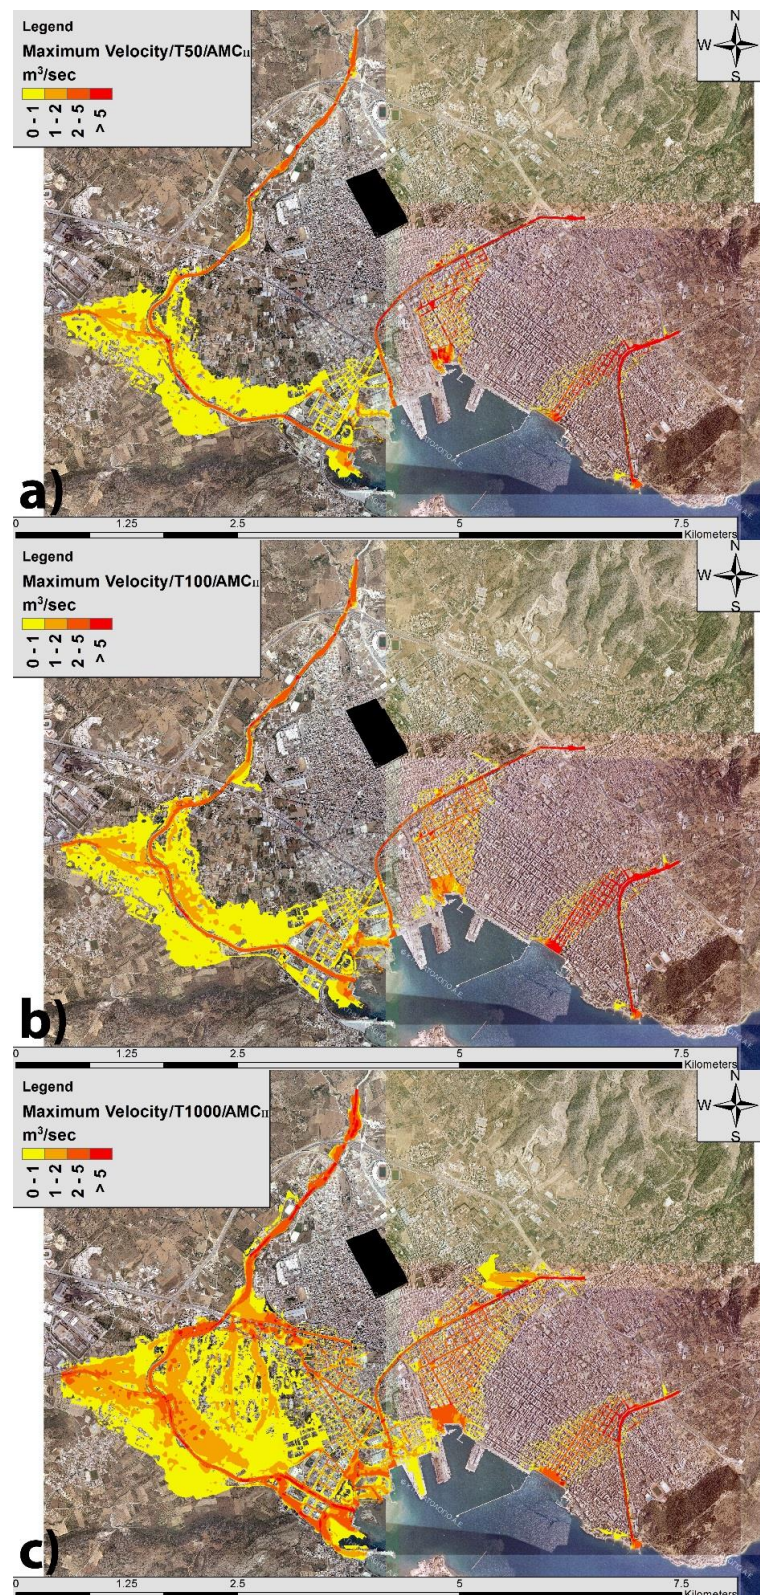 Legend
Maximum Velocity/T50/AMCII
m³/sec
0 - 1
1 - 2
2 - 5
> 5
N
W
S
a)
0 1.25 2.5 5 7.5
Kilometers
Legend
Maximum Velocity/T100/AMCII
m³/sec
0 - 1
1 - 2
2 - 5
> 5
N
W
S
b)
0 1.25 2.5 5 7.5
Kilometers
Legend
Maximum Velocity/T1000/AMCII
m³/sec
0 - 1
1 - 2
2 - 5
> 5
N
W
S
c)
0 1.25 2.5 5 7.5
Kilometers